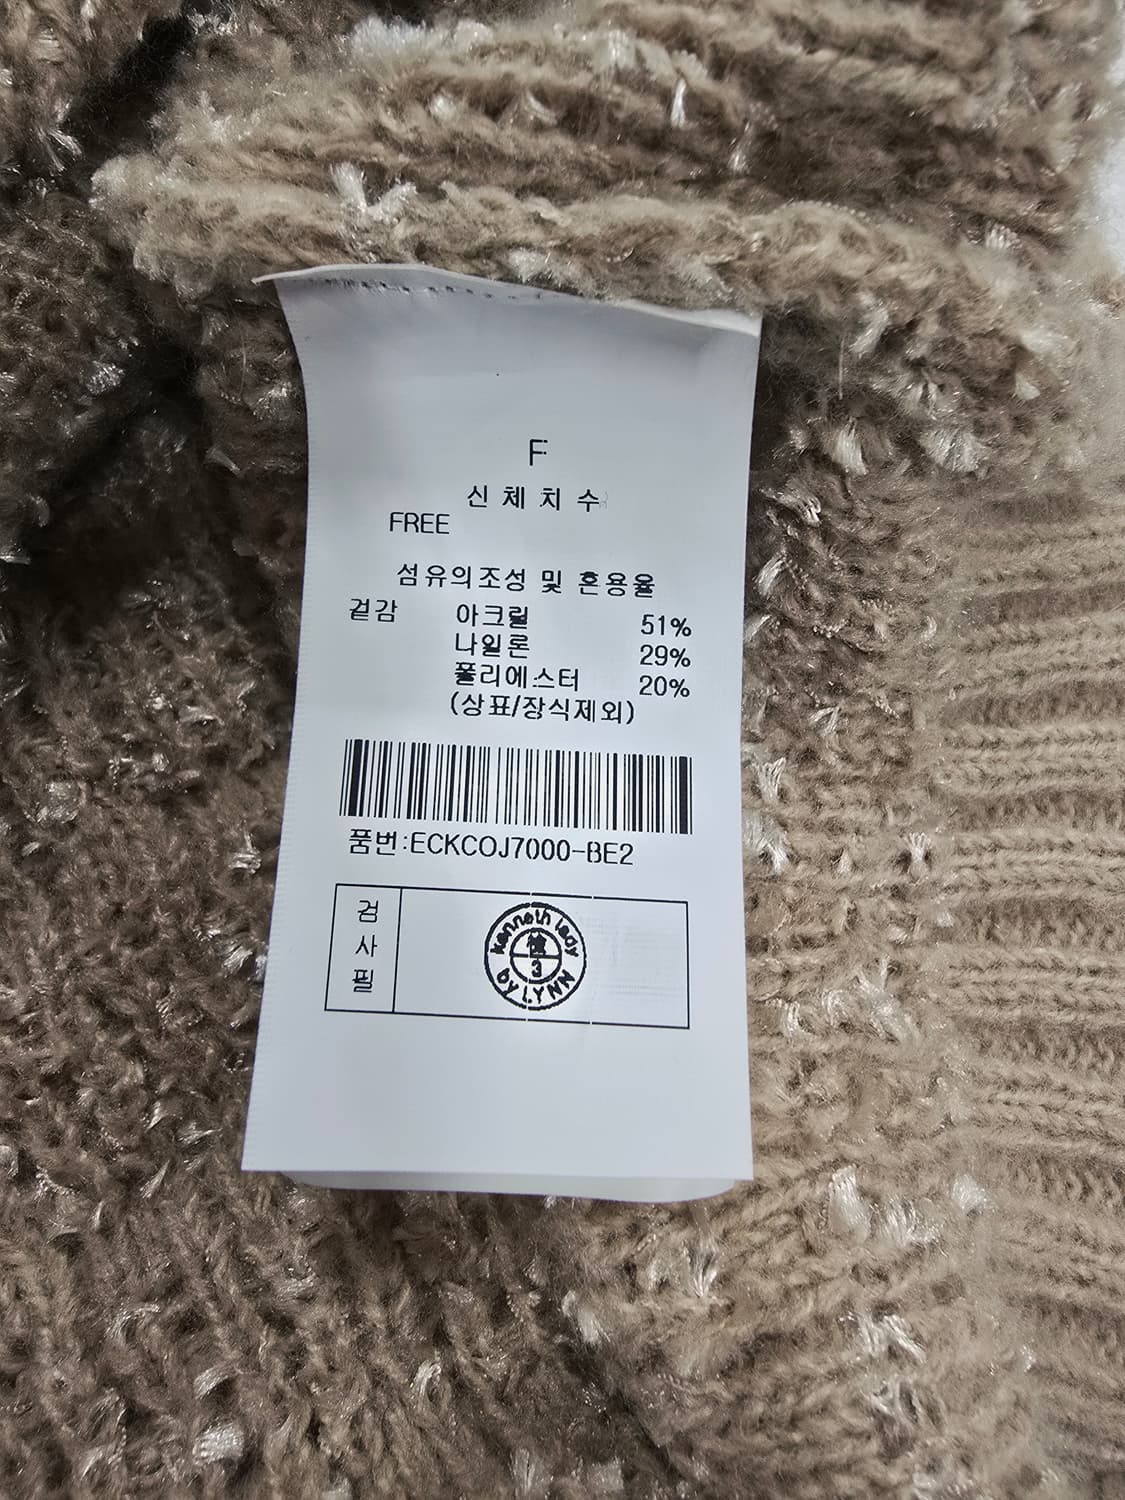 F
신체치수
FREE
섬유의조성 및 혼용율
겉감 아크릴 51%
나일론 29%
폴리에스터 20%
(상표/장식제외)
품번:ECKCOJ7000-BE2
검사필
kenneth lady
檢
3
by LYNN